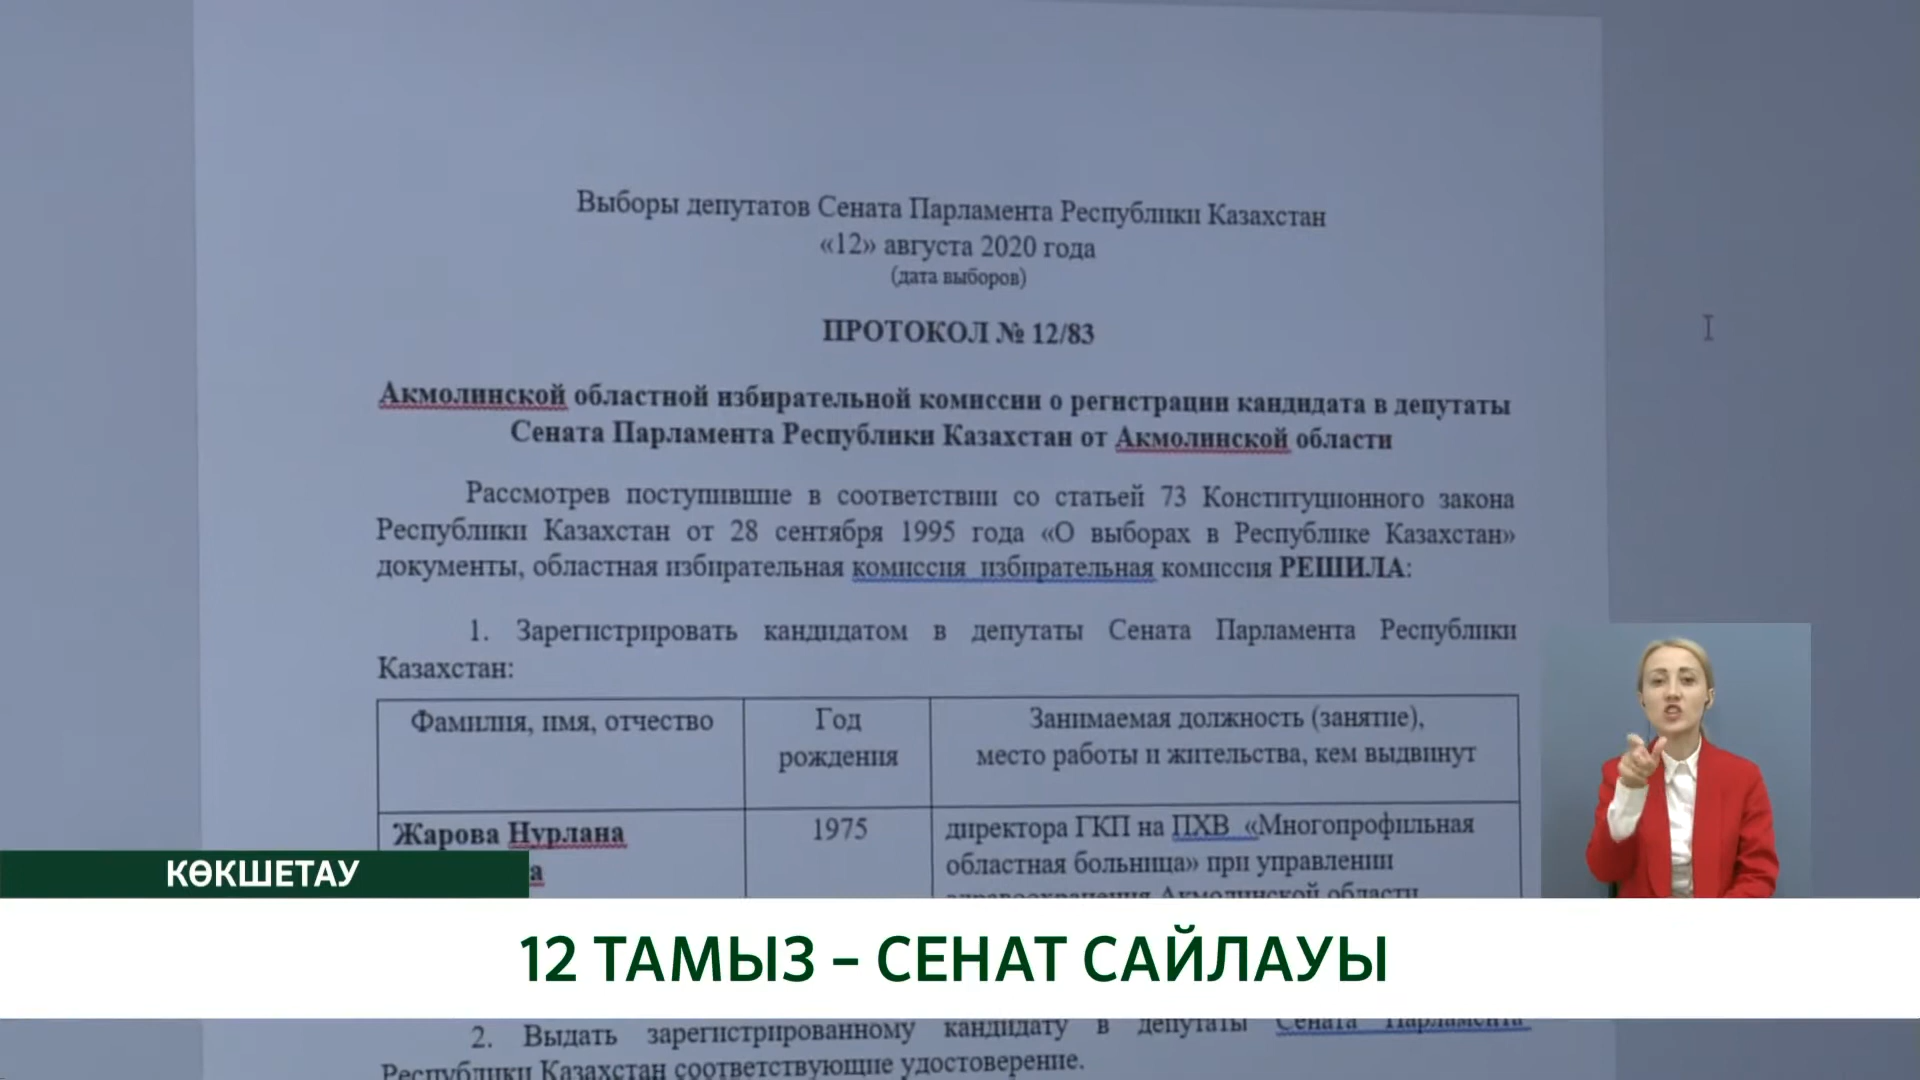 Выборы депутатов Сената Парламента Республики Казахстан
«12» августа 2020 года
(дата выборов)
ПРОТОКОЛ № 12/83
Акмолинской областной избирательной комиссии о регистрации кандидата в депутаты
Сената Парламента Республики Казахстан от Акмолинской области
Рассмотрев поступившие в соответствии со статьей 73 Конституционного закона
Республики Казахстан от 28 сентября 1995 года «О выборах в Республике Казахстан»
документы, областная избирательная комиссия избирательная комиссия РЕШИЛА:
1. Зарегистрировать кандидатом в депутаты Сената Парламента Республики
Казахстан:
Фамилия, имя, отчество
Год
рождения
Занимаемая должность (занятие),
место работы и жительства, кем выдвинут
Жарова Нурлана
1975
директора ГКП на ПХВ «Многопрофильная
областная больница» при управлении
здравоохранения Акмолинской области
КӨКШЕТАУ
12 ТАМЫЗ – СЕНАТ САЙЛАУЫ
2. Выдать зарегистрированному кандидату в депутаты Сената Парламента
Республики Казахстан соответствующие удостоверение.